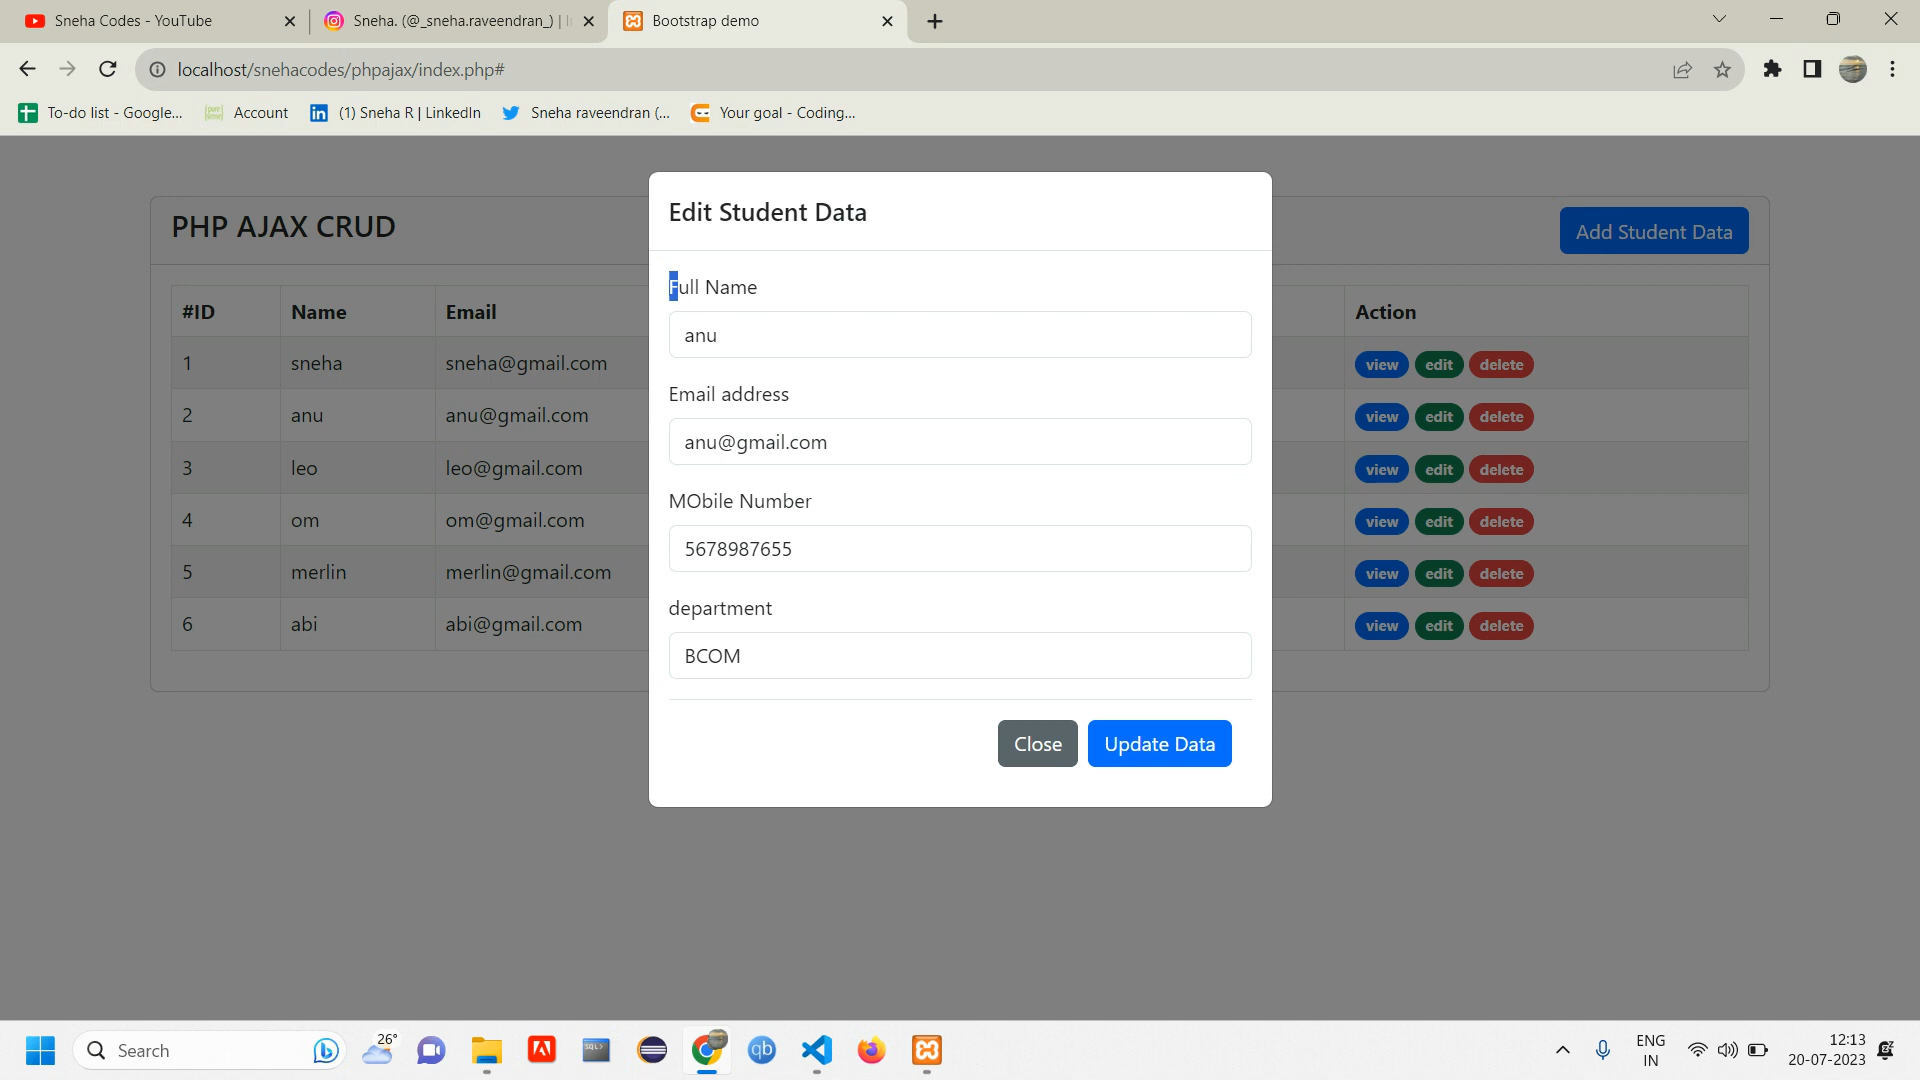 Sneha Codes - YouTube
Sneha. (@_sneha.raveendran_) | I
Bootstrap demo
localhost/snehacodes/phpajax/index.php#
To-do list - Google...
Account
(1) Sneha R | LinkedIn
Sneha raveendran (...
Your goal - Coding...
PHP AJAX CRUD
Add Student Data
#ID Name Email Action
1 sneha sneha@gmail.com view edit delete
2 anu anu@gmail.com view edit delete
3 leo leo@gmail.com view edit delete
4 om om@gmail.com view edit delete
5 merlin merlin@gmail.com view edit delete
6 abi abi@gmail.com view edit delete
Edit Student Data
Full Name
anu
Email address
anu@gmail.com
MObile Number
5678987655
department
BCOM
Close Update Data
Search
26°
SQL>
qb
ENG
IN
12:13
20-07-2023